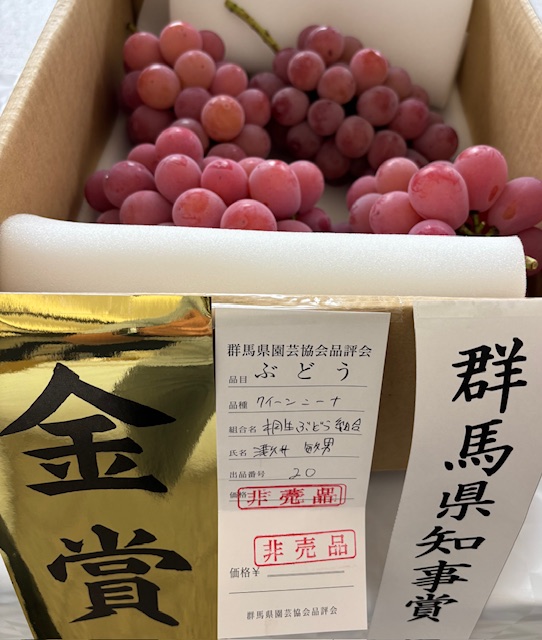 金賞
群馬県園芸協会品評会
品目 ぶどう
品種 クイーンニーナ
組合名 桐生ぶどう組合
氏名 井 敏男
出品番号 20
価格
非売品
非売品
価格¥
群馬県園芸協会品評会
群馬県知事賞